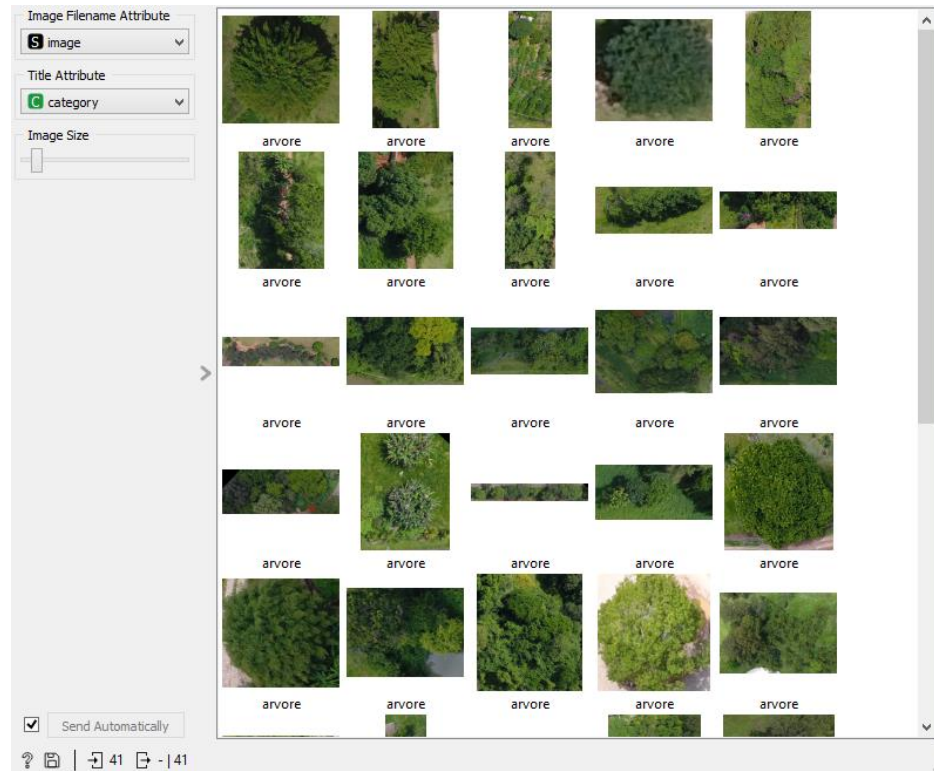 Image Filename Attribute
S image
Title Attribute
C category
Image Size
arvore arvore arvore arvore arvore
arvore arvore arvore arvore arvore
arvore arvore arvore arvore arvore
arvore arvore arvore arvore arvore
arvore arvore arvore arvore arvore
Send Automatically
? 41 - | 41